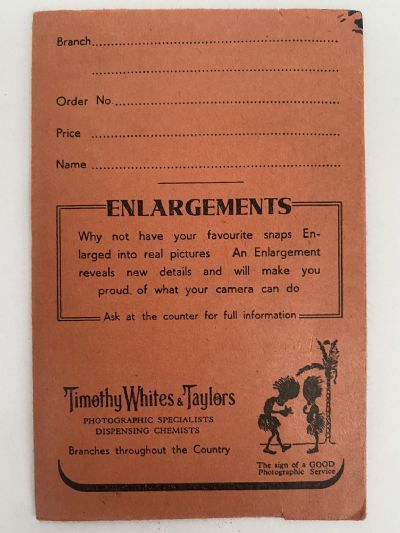 Branch
Order No.
Price
Name
ENLARGEMENTS
Why not have your favourite snaps En-
larged into real pictures An Enlargement
reveals new details and will make you
proud of what your camera can do
Ask at the counter for full information
Timothy Whites & Taylors
PHOTOGRAPHIC SPECIALISTS
DISPENSING CHEMISTS
Branches throughout the Country
The sign of a GOOD
Photographic Service